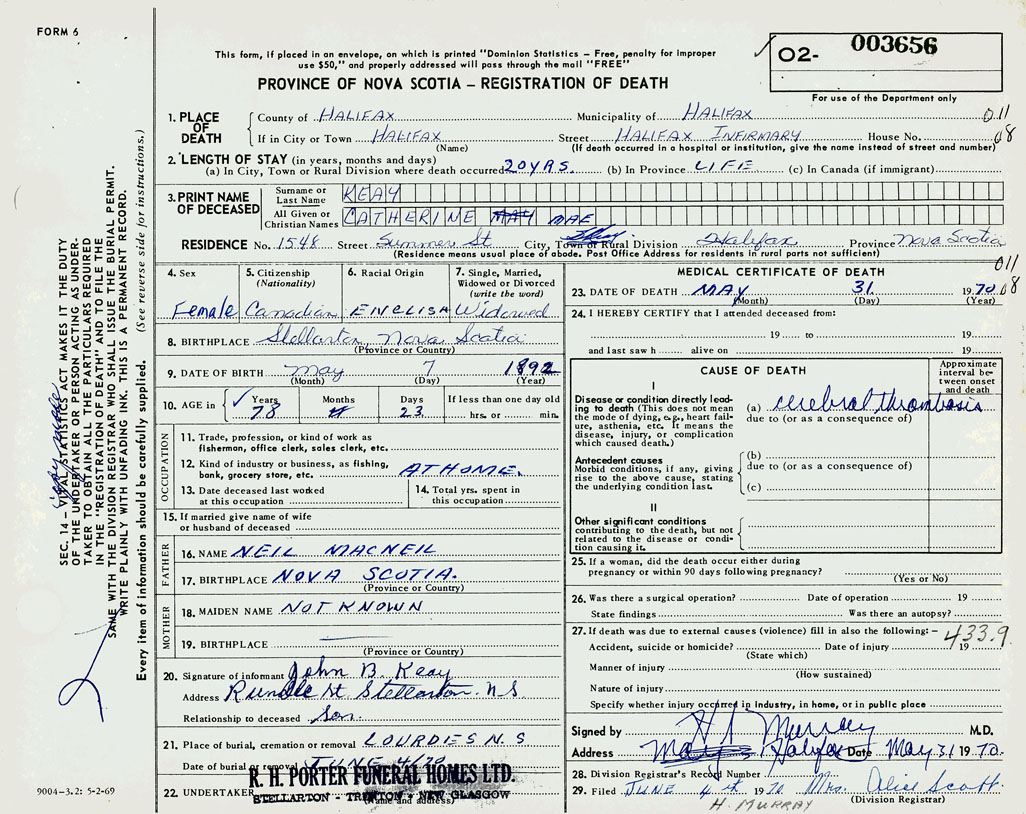 FORM 6
This form, if placed in an envelope, on which is printed "Dominion Statistics – Free, penalty for improper
use $50," and properly addressed will pass through the mail "FREE"
PROVINCE OF NOVA SCOTIA – REGISTRATION OF DEATH
02- 003656
For use of the Department only
1. PLACE OF DEATH
County of HALIFAX Municipality of HALIFAX 011
If in City or Town HALIFAX Street HALIFAX INFIRMARY House No. 08
(Name) (If death occurred in a hospital or institution, give the name instead of street and number)
2. LENGTH OF STAY (in years, months and days)
(a) In City, Town or Rural Division where death occurred 20 YRS. (b) In Province LIFE (c) In Canada (if immigrant)
3. PRINT NAME OF DECEASED
Surname or Last Name KEAY
All Given or Christian Names CATHERINE MAY MAE
RESIDENCE No. 1548 Street Summer St City, Town or Rural Division Halifax Province Nova Scotia
(Residence means usual place of abode. Post Office Address for residents in rural parts not sufficient)
4. Sex
Female
5. Citizenship
(Nationality)
Canadian
6. Racial Origin
ENGLISH
7. Single, Married,
Widowed or Divorced
(write the word)
Widowed
8. BIRTHPLACE Stellarton, Nova Scotia
(Province or Country)
9. DATE OF BIRTH May 7 1892
(Month) (Day) (Year)
10. AGE in Years Months Days If less than one day old
78 23 hrs. or min.
OCCUPATION
11. Trade, profession, or kind of work as
fisherman, office clerk, sales clerk, etc.
12. Kind of industry or business, as fishing,
bank, grocery store, etc. AT HOME.
13. Date deceased last worked
at this occupation
14. Total yrs. spent in
this occupation
15. If married give name of wife
or husband of deceased
FATHER
16. NAME NEIL MACNEIL
17. BIRTHPLACE NOVA SCOTIA.
(Province or Country)
MOTHER
18. MAIDEN NAME NOT KNOWN
19. BIRTHPLACE
(Province or Country)
20. Signature of informant John B. Keay
Address St Stellarton N.S
Relationship to deceased Son.
21. Place of burial, cremation or removal LOURDIES N.S
Date of burial or removal JUNE 4/70
22. UNDERTAKER R. H. PORTER FUNERAL HOMES LTD.
STELLARTON - TRENTON - NEW GLASGOW
(Name and address)
MEDICAL CERTIFICATE OF DEATH 011
23. DATE OF DEATH MAY 31 1970 08
(Month) (Day) (Year)
24. I HEREBY CERTIFY that I attended deceased from:
19 to 19
and last saw h alive on 19
CAUSE OF DEATH
Approximate
interval be-
tween onset
and death
I
Disease or condition directly lead-
ing to death (This does not mean
the mode of dying, e.g., heart fail-
ure, asthenia, etc. It means the
disease, injury, or complication
which caused death.)
(a) cerebral thrombosis
due to (or as a consequence of)
Antecedent causes
Morbid conditions, if any, giving
rise to the above cause, stating
the underlying condition last.
(b)
due to (or as a consequence of)
(c)
II
Other significant conditions
contributing to the death, but not
related to the disease or condi-
tion causing it.
25. If a woman, did the death occur either during
pregnancy or within 90 days following pregnancy?
(Yes or No)
26. Was there a surgical operation? Date of operation 19
State findings Was there an autopsy?
27. If death was due to external causes (violence) fill in also the following: – 433.9
Accident, suicide or homicide? Date of injury 19
(State which)
Manner of injury
(How sustained)
Nature of injury
Specify whether injury occurred in industry, in home, or in public place
Signed by H Murray M.D.
Address Halifax Date May 31 1970.
28. Division Registrar's Record Number
29. Filed JUNE 4th 1970 Mrs. Alice Scott
H. MURRAY (Division Registrar)
SEC. 14 – VITAL STATISTICS ACT MAKES IT THE DUTY
OF THE UNDERTAKER OR PERSON ACTING AS UNDER-
TAKER TO OBTAIN ALL THE PARTICULARS REQUIRED
IN THE "REGISTRATION OF DEATH" AND TO FILE THE
SAME WITH THE DIVISION REGISTRAR WHO SHALL ISSUE THE BURIAL PERMIT.
WRITE PLAINLY WITH UNFADING INK. THIS IS A PERMANENT RECORD.
Every item of information should be carefully supplied. (See reverse side for instructions.)
9004-3.2: 5-2-69